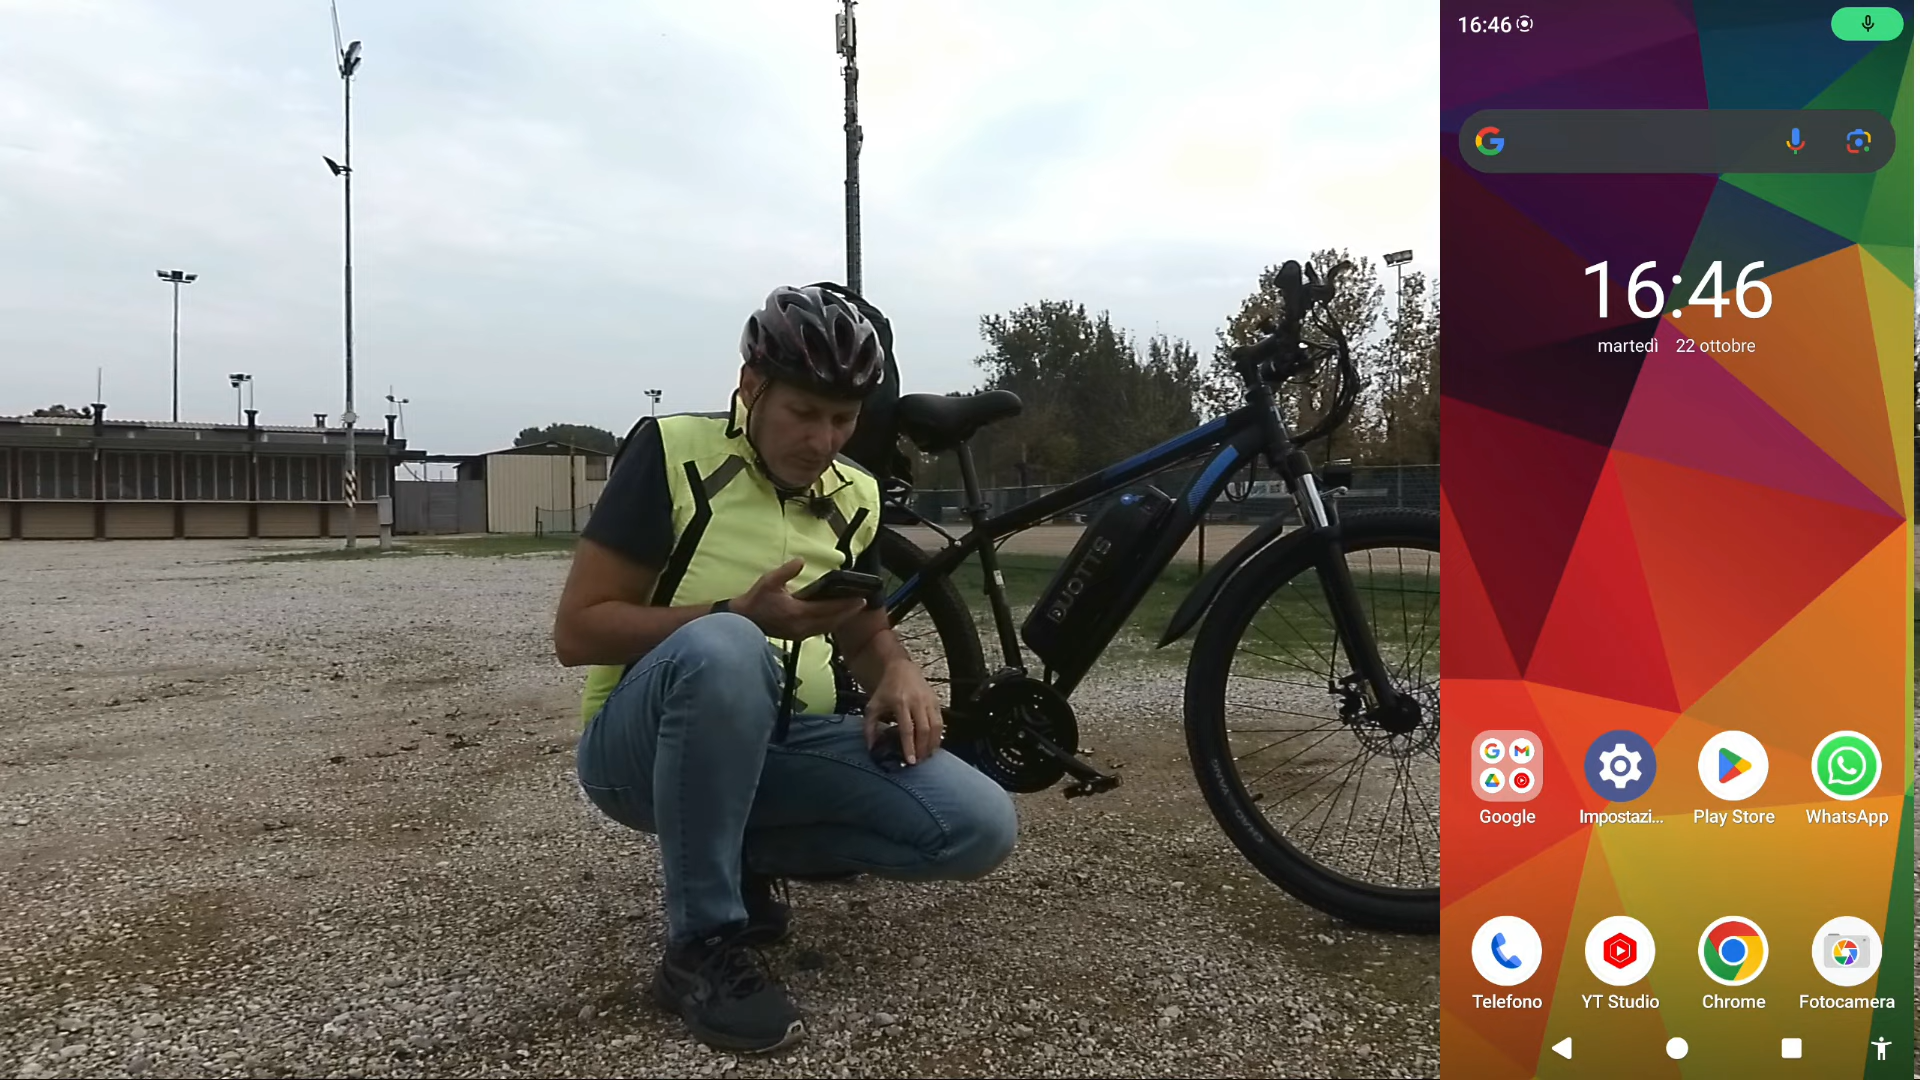 DUOTTS
16:46
16:46
martedì 22 ottobre
Google
Impostazi...
Play Store
WhatsApp
Telefono
YT Studio
Chrome
Fotocamera